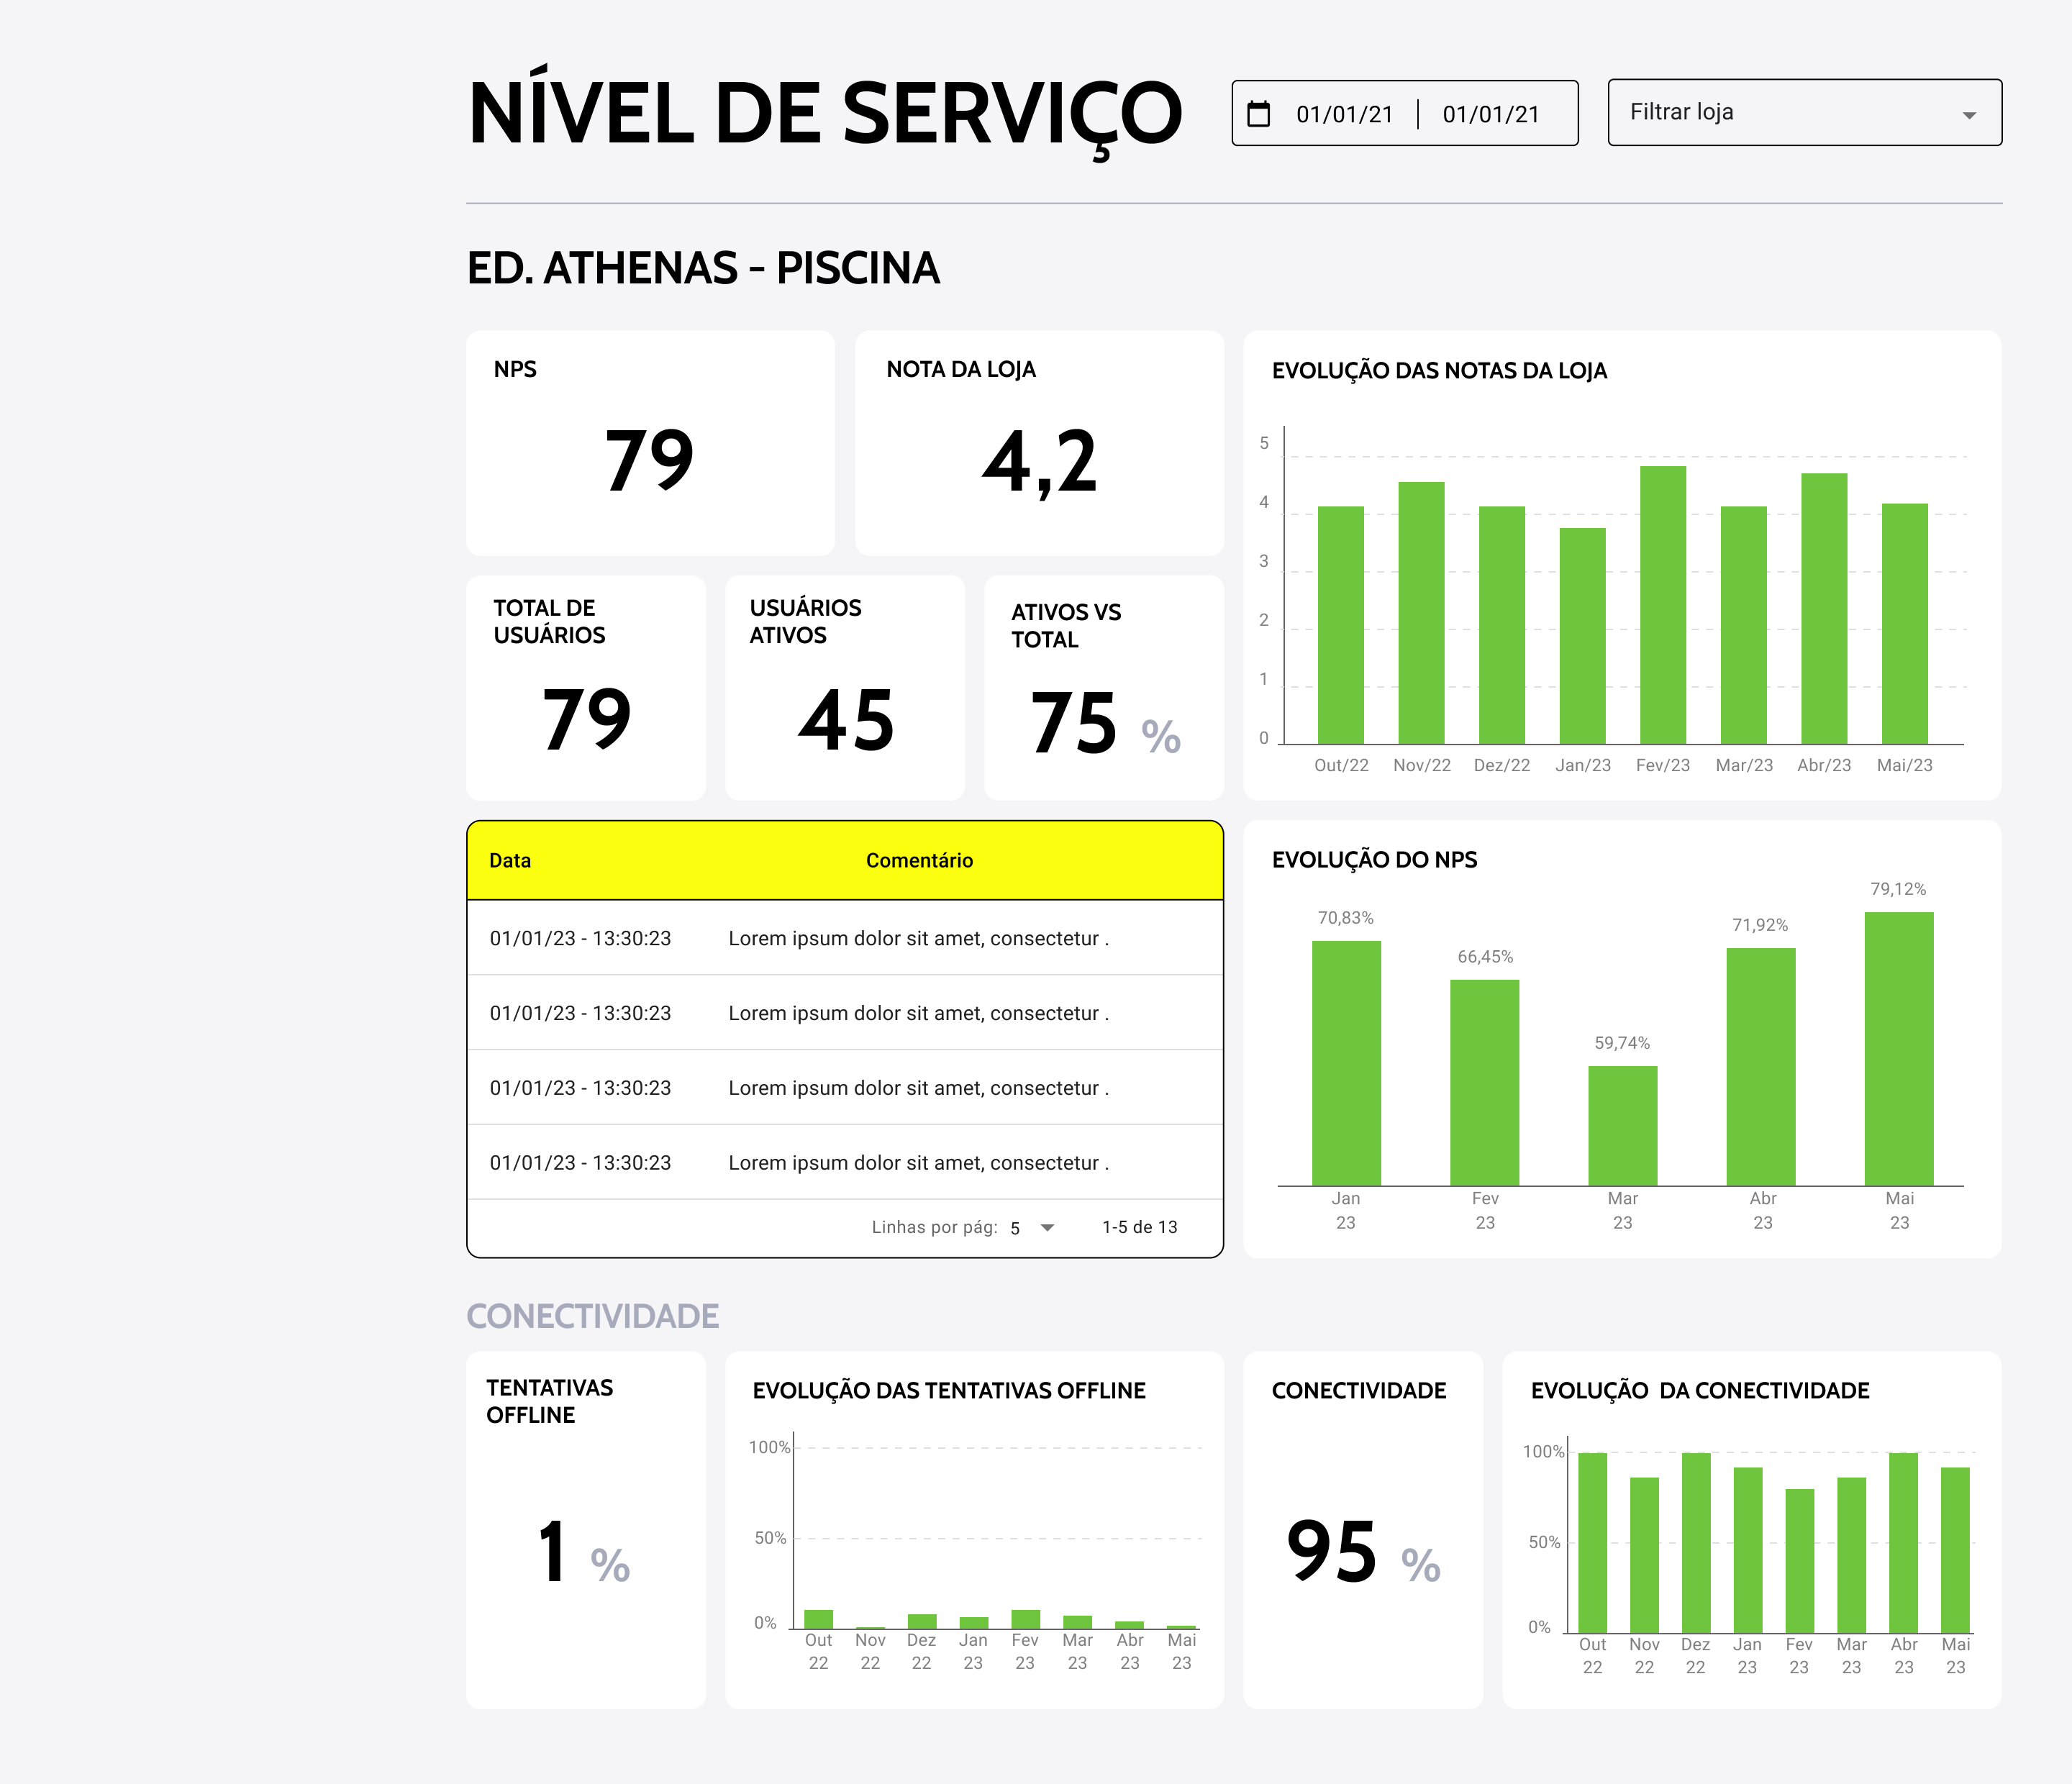 NÍVEL DE SERVIÇO
01/01/21 | 01/01/21
Filtrar loja
ED. ATHENAS - PISCINA
NPS
79
NOTA DA LOJA
4,2
TOTAL DE
USUÁRIOS
79
USUÁRIOS
ATIVOS
45
ATIVOS VS
TOTAL
75 %
EVOLUÇÃO DAS NOTAS DA LOJA
5
4
3
2
1
0
Out/22 Nov/22 Dez/22 Jan/23 Fev/23 Mar/23 Abr/23 Mai/23
Data Comentário
01/01/23 - 13:30:23 Lorem ipsum dolor sit amet, consectetur .
01/01/23 - 13:30:23 Lorem ipsum dolor sit amet, consectetur .
01/01/23 - 13:30:23 Lorem ipsum dolor sit amet, consectetur .
01/01/23 - 13:30:23 Lorem ipsum dolor sit amet, consectetur .
Linhas por pág: 5 1-5 de 13
EVOLUÇÃO DO NPS
70,83% 66,45% 59,74% 71,92% 79,12%
Jan Fev Mar Abr Mai
23 23 23 23 23
CONECTIVIDADE
TENTATIVAS
OFFLINE
1 %
EVOLUÇÃO DAS TENTATIVAS OFFLINE
100%
50%
0%
Out Nov Dez Jan Fev Mar Abr Mai
22 22 22 23 23 23 23 23
CONECTIVIDADE
95 %
EVOLUÇÃO DA CONECTIVIDADE
100%
50%
0%
Out Nov Dez Jan Fev Mar Abr Mai
22 22 22 23 23 23 23 23